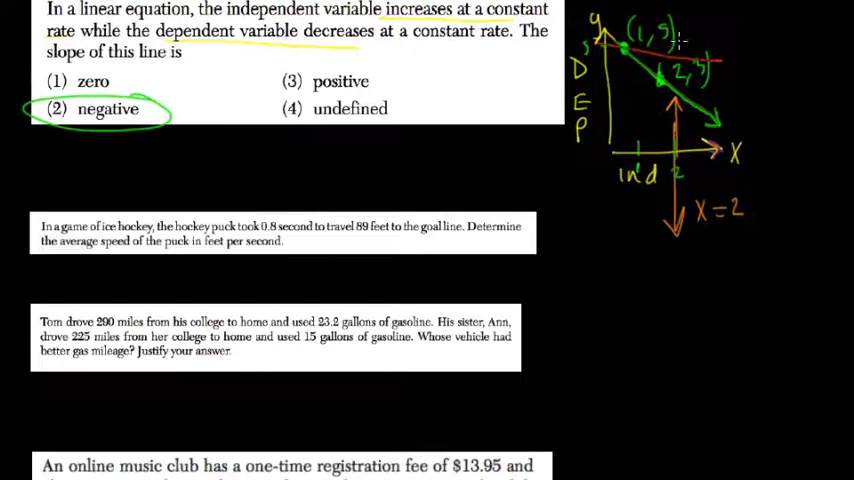 In a linear equation, the independent variable increases at a constant
rate while the dependent variable decreases at a constant rate. The
slope of this line is
(1) zero
(3) positive
(2) negative
(4) undefined
y
(1, 5)
5
(2, 3)
D
E
P
X
1
ind
2
X = 2
In a game of ice hockey, the hockey puck took 0.8 second to travel 89 feet to the goal line. Determine
the average speed of the puck in feet per second.
Tom drove 290 miles from his college to home and used 23.2 gallons of gasoline. His sister, Ann,
drove 225 miles from her college to home and used 15 gallons of gasoline. Whose vehicle had
better gas mileage? Justify your answer.
An online music club has a one-time registration fee of $13.95 and